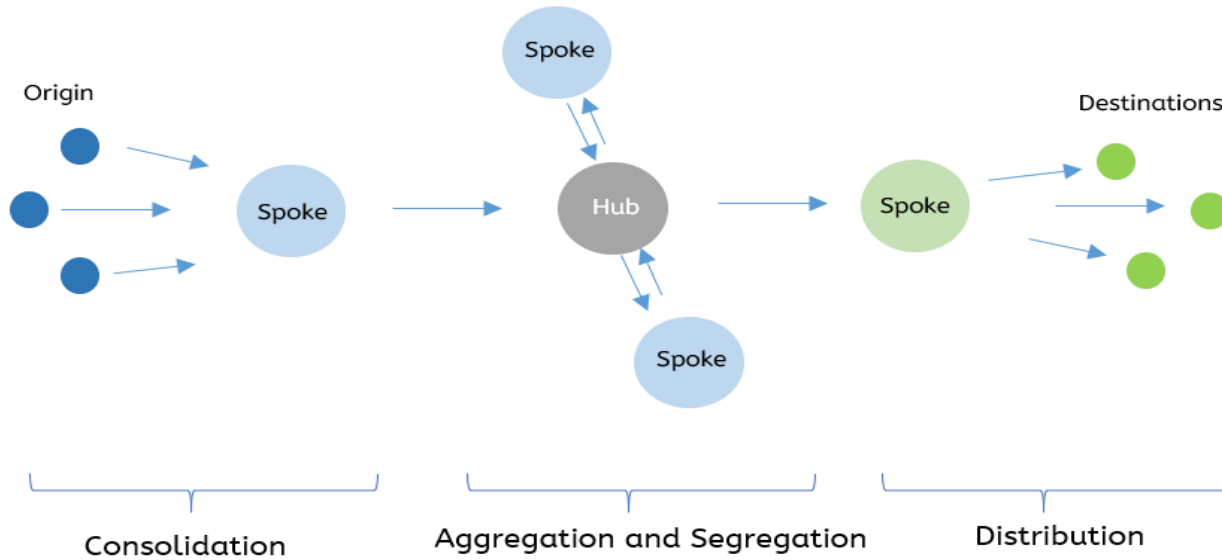 Spoke
Origin
Destinations
Spoke
Hub
Spoke
Spoke
Consolidation
Aggregation and Segregation
Distribution